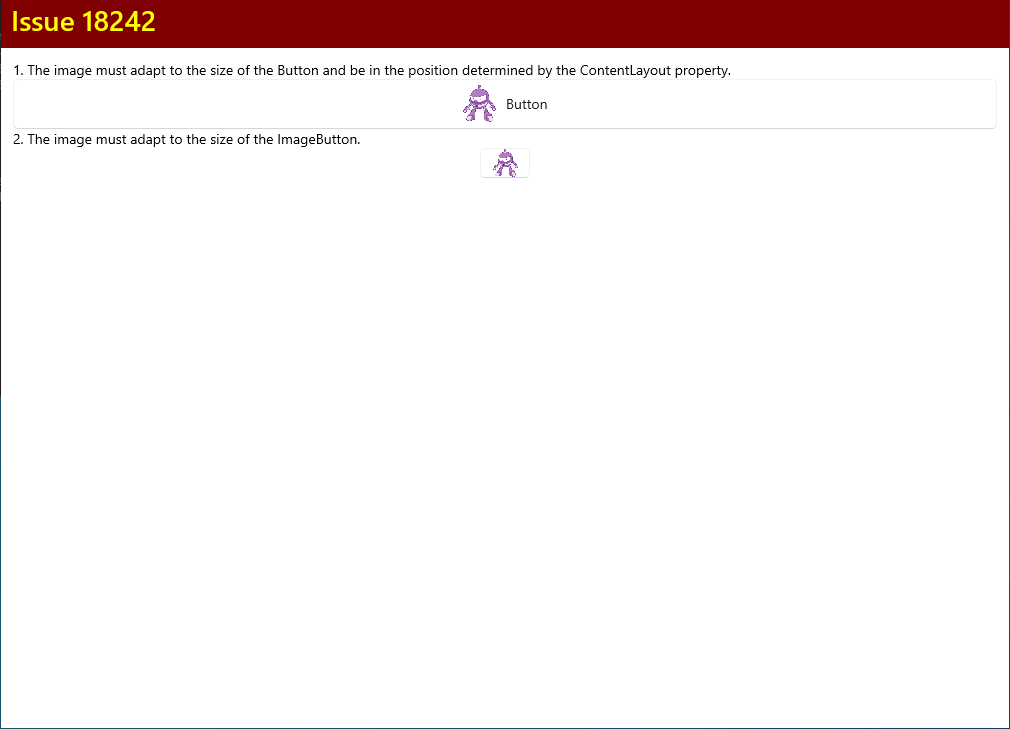 Issue 18242
1. The image must adapt to the size of the Button and be in the position determined by the ContentLayout property.
Button
2. The image must adapt to the size of the ImageButton.